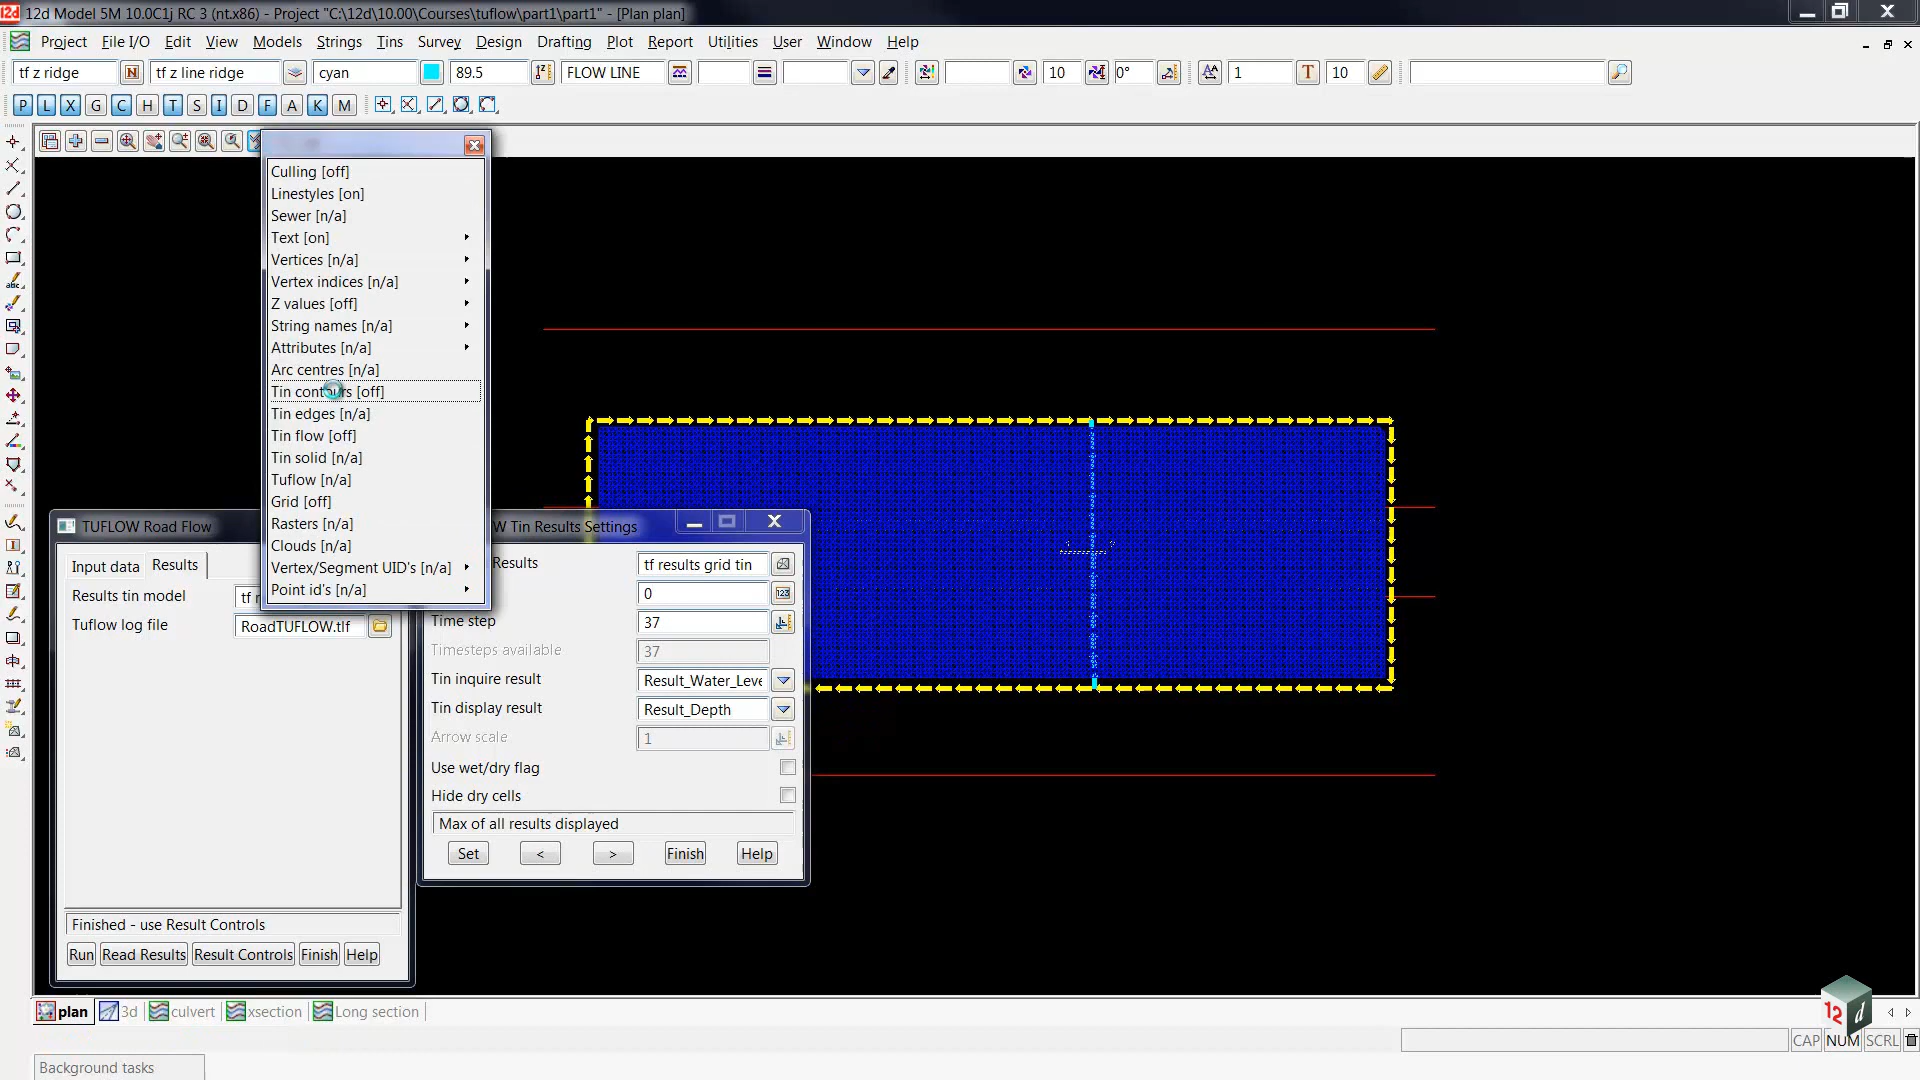 12d Model 5M 10.0C1j RC 3 (nt.x86) - Project "C:\12d\10.00\Courses\tuflow\part1\part1" - [Plan plan]
Project File I/O Edit View Models Strings Tins Survey Design Drafting Plot Report Utilities User Window Help
tf z ridge N tf z line ridge cyan 89.5 FLOW LINE 10 0° 1 T 10
P L X G C H T S I D F A K M
Culling [off]
Linestyles [on]
Sewer [n/a]
Text [on]
Vertices [n/a]
Vertex indices [n/a]
Z values [off]
String names [n/a]
Attributes [n/a]
Arc centres [n/a]
Tin contours [off]
Tin edges [n/a]
Tin flow [off]
Tin solid [n/a]
Tuflow [n/a]
Grid [off]
Rasters [n/a]
Clouds [n/a]
Vertex/Segment UID's [n/a]
Point id's [n/a]
TUFLOW Road Flow
Input data Results
Results tin model
Tuflow log file RoadTUFLOW.tlf
Finished - use Result Controls
Run Read Results Result Controls Finish Help
W Tin Results Settings
Results tf results grid tin
0
Time step 37
Timesteps available 37
Tin inquire result Result_Water_Leve
Tin display result Result_Depth
Arrow scale 1
Use wet/dry flag
Hide dry cells
Max of all results displayed
Set < > Finish Help
plan 3d culvert xsection Long section
12 d
CAP NUM SCRL
Background tasks